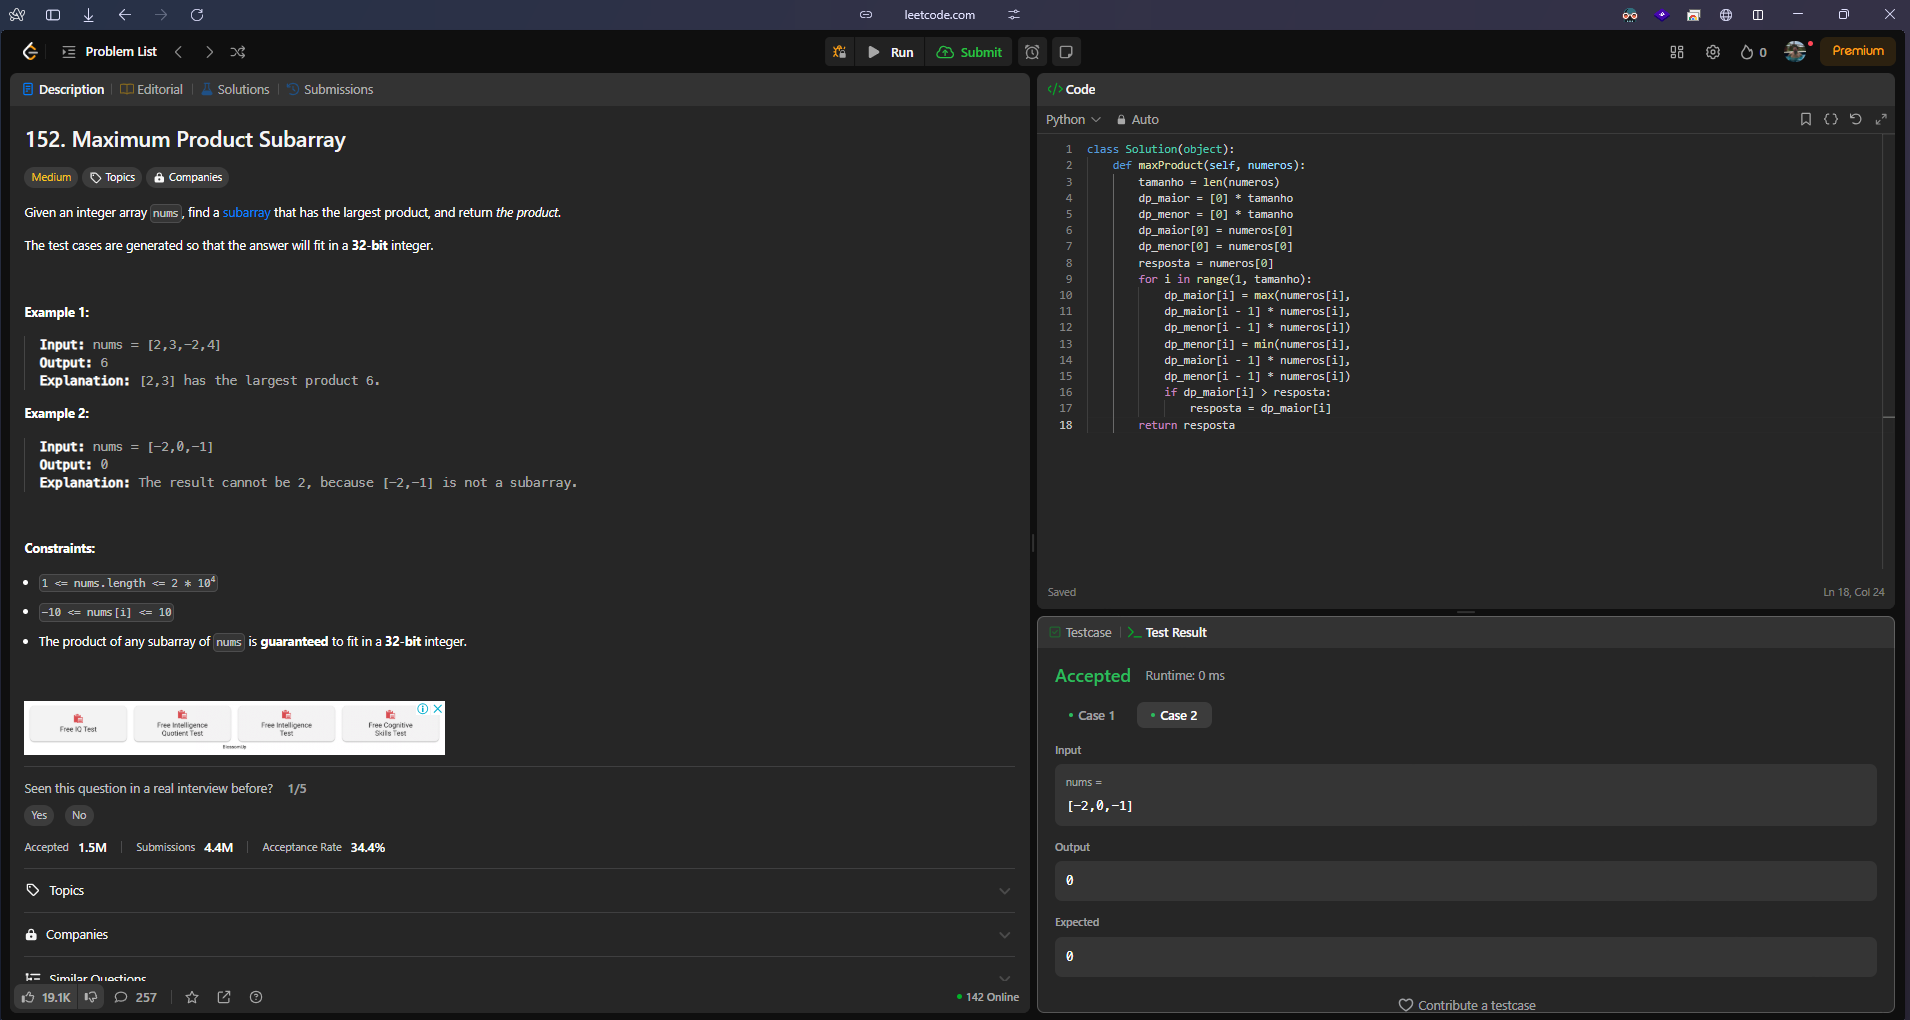 leetcode.com
Problem List
Run
Submit
0
Premium
Description
Editorial
Solutions
Submissions
152. Maximum Product Subarray
Medium
Topics
Companies
Given an integer array nums, find a subarray that has the largest product, and return the product.
The test cases are generated so that the answer will fit in a 32-bit integer.
Example 1:
Input: nums = [2,3,-2,4]
Output: 6
Explanation: [2,3] has the largest product 6.
Example 2:
Input: nums = [-2,0,-1]
Output: 0
Explanation: The result cannot be 2, because [-2,-1] is not a subarray.
Constraints:
1 <= nums.length <= 2 * 10⁴
-10 <= nums[i] <= 10
The product of any subarray of nums is guaranteed to fit in a 32-bit integer.
Free IQ Test
Free Intelligence
Quotient Test
Free Intelligence
Test
Free Cognitive
Skills Test
Seen this question in a real interview before? 1/5
Yes
No
Accepted 1.5M
Submissions 4.4M
Acceptance Rate 34.4%
Topics
Companies
Similar Questions
19.1K
257
142 Online
</> Code
Python
Auto
1 class Solution(object):
2 def maxProduct(self, numeros):
3 tamanho = len(numeros)
4 dp_maior = [0] * tamanho
5 dp_menor = [0] * tamanho
6 dp_maior[0] = numeros[0]
7 dp_menor[0] = numeros[0]
8 resposta = numeros[0]
9 for i in range(1, tamanho):
10 dp_maior[i] = max(numeros[i],
11 dp_maior[i - 1] * numeros[i],
12 dp_menor[i - 1] * numeros[i])
13 dp_menor[i] = min(numeros[i],
14 dp_maior[i - 1] * numeros[i],
15 dp_menor[i - 1] * numeros[i])
16 if dp_maior[i] > resposta:
17 resposta = dp_maior[i]
18 return resposta
Saved
Ln 18, Col 24
Testcase
Test Result
Accepted
Runtime: 0 ms
Case 1
Case 2
Input
nums =
[-2,0,-1]
Output
0
Expected
0
Contribute a testcase